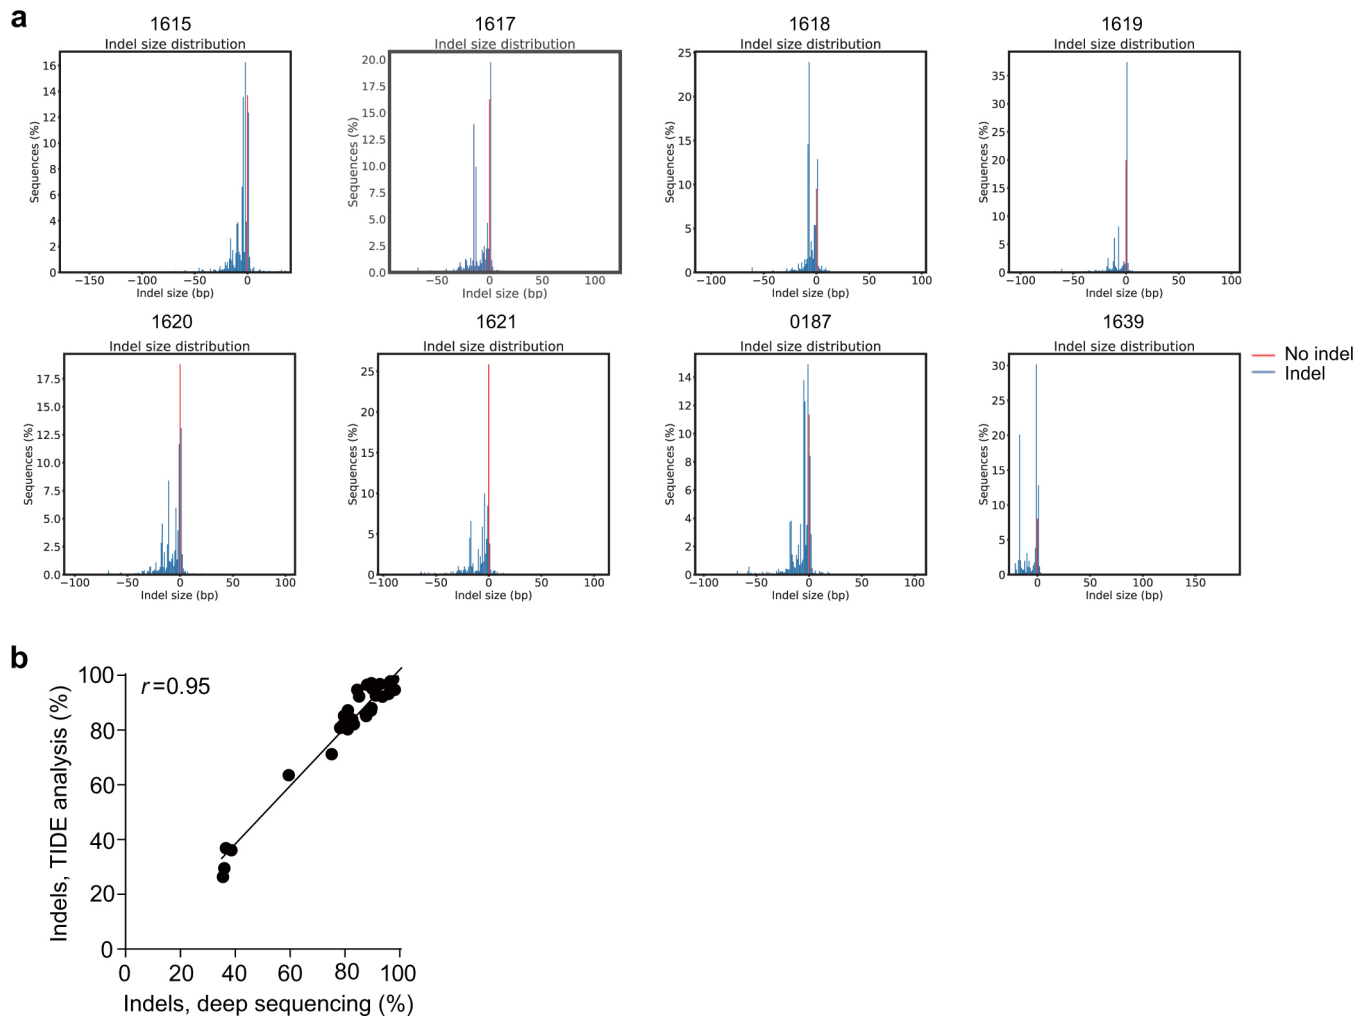 a
1615
Indel size distribution
Sequences (%)
16
14
12
10
8
6
4
2
0
−150 −100 −50 0
Indel size (bp)
1617
Indel size distribution
Sequences (%)
20.0
17.5
15.0
12.5
10.0
7.5
5.0
2.5
0.0
−50 0 50 100
Indel size (bp)
1618
Indel size distribution
Sequences (%)
25
20
15
10
5
0
−100 −50 0 50 100
Indel size (bp)
1619
Indel size distribution
Sequences (%)
35
30
25
20
15
10
5
0
−100 −50 0 50 100
Indel size (bp)
1620
Indel size distribution
Sequences (%)
17.5
15.0
12.5
10.0
7.5
5.0
2.5
0.0
−100 −50 0 50 100
Indel size (bp)
1621
Indel size distribution
Sequences (%)
25
20
15
10
5
0
−100 −50 0 50 100
Indel size (bp)
0187
Indel size distribution
Sequences (%)
14
12
10
8
6
4
2
0
−100 −50 0 50 100
Indel size (bp)
1639
Indel size distribution
Sequences (%)
30
25
20
15
10
5
0
0 50 100 150
Indel size (bp)
No indel
Indel
b
r=0.95
Indels, TIDE analysis (%)
100
80
60
40
20
0
0 20 40 60 80 100
Indels, deep sequencing (%)